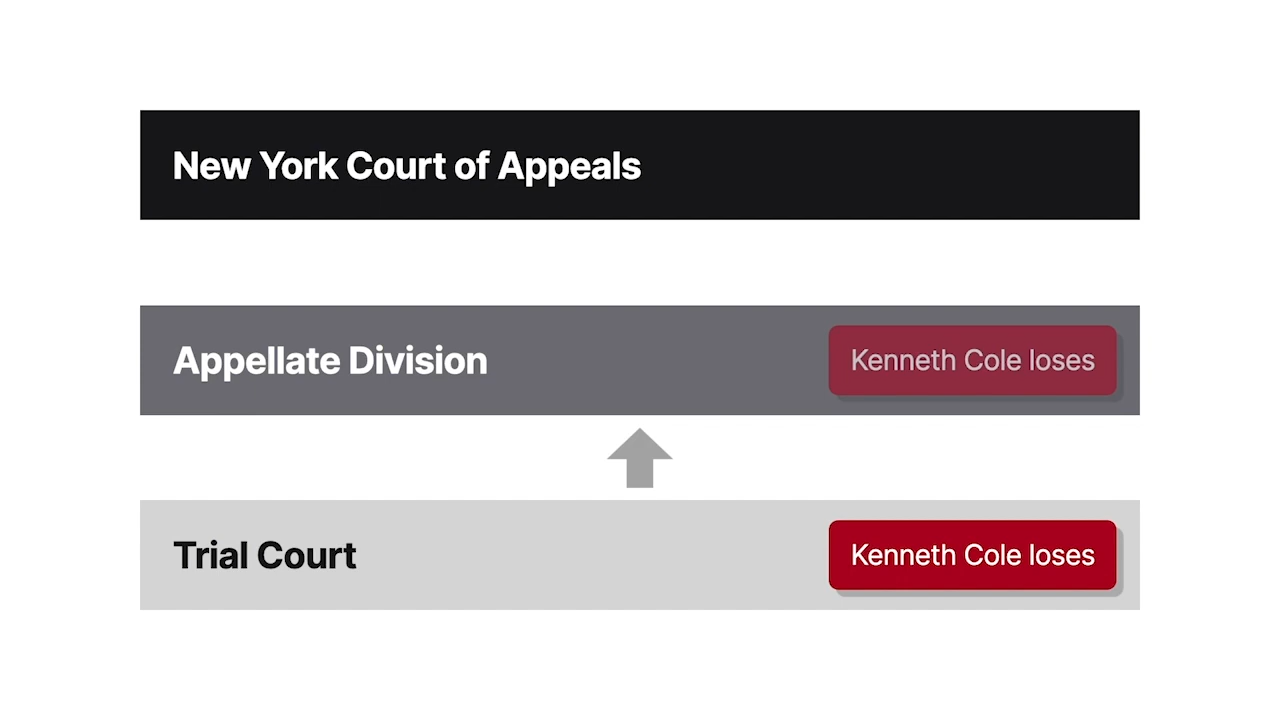 New York Court of Appeals
Appellate Division
Kenneth Cole loses
Trial Court
Kenneth Cole loses